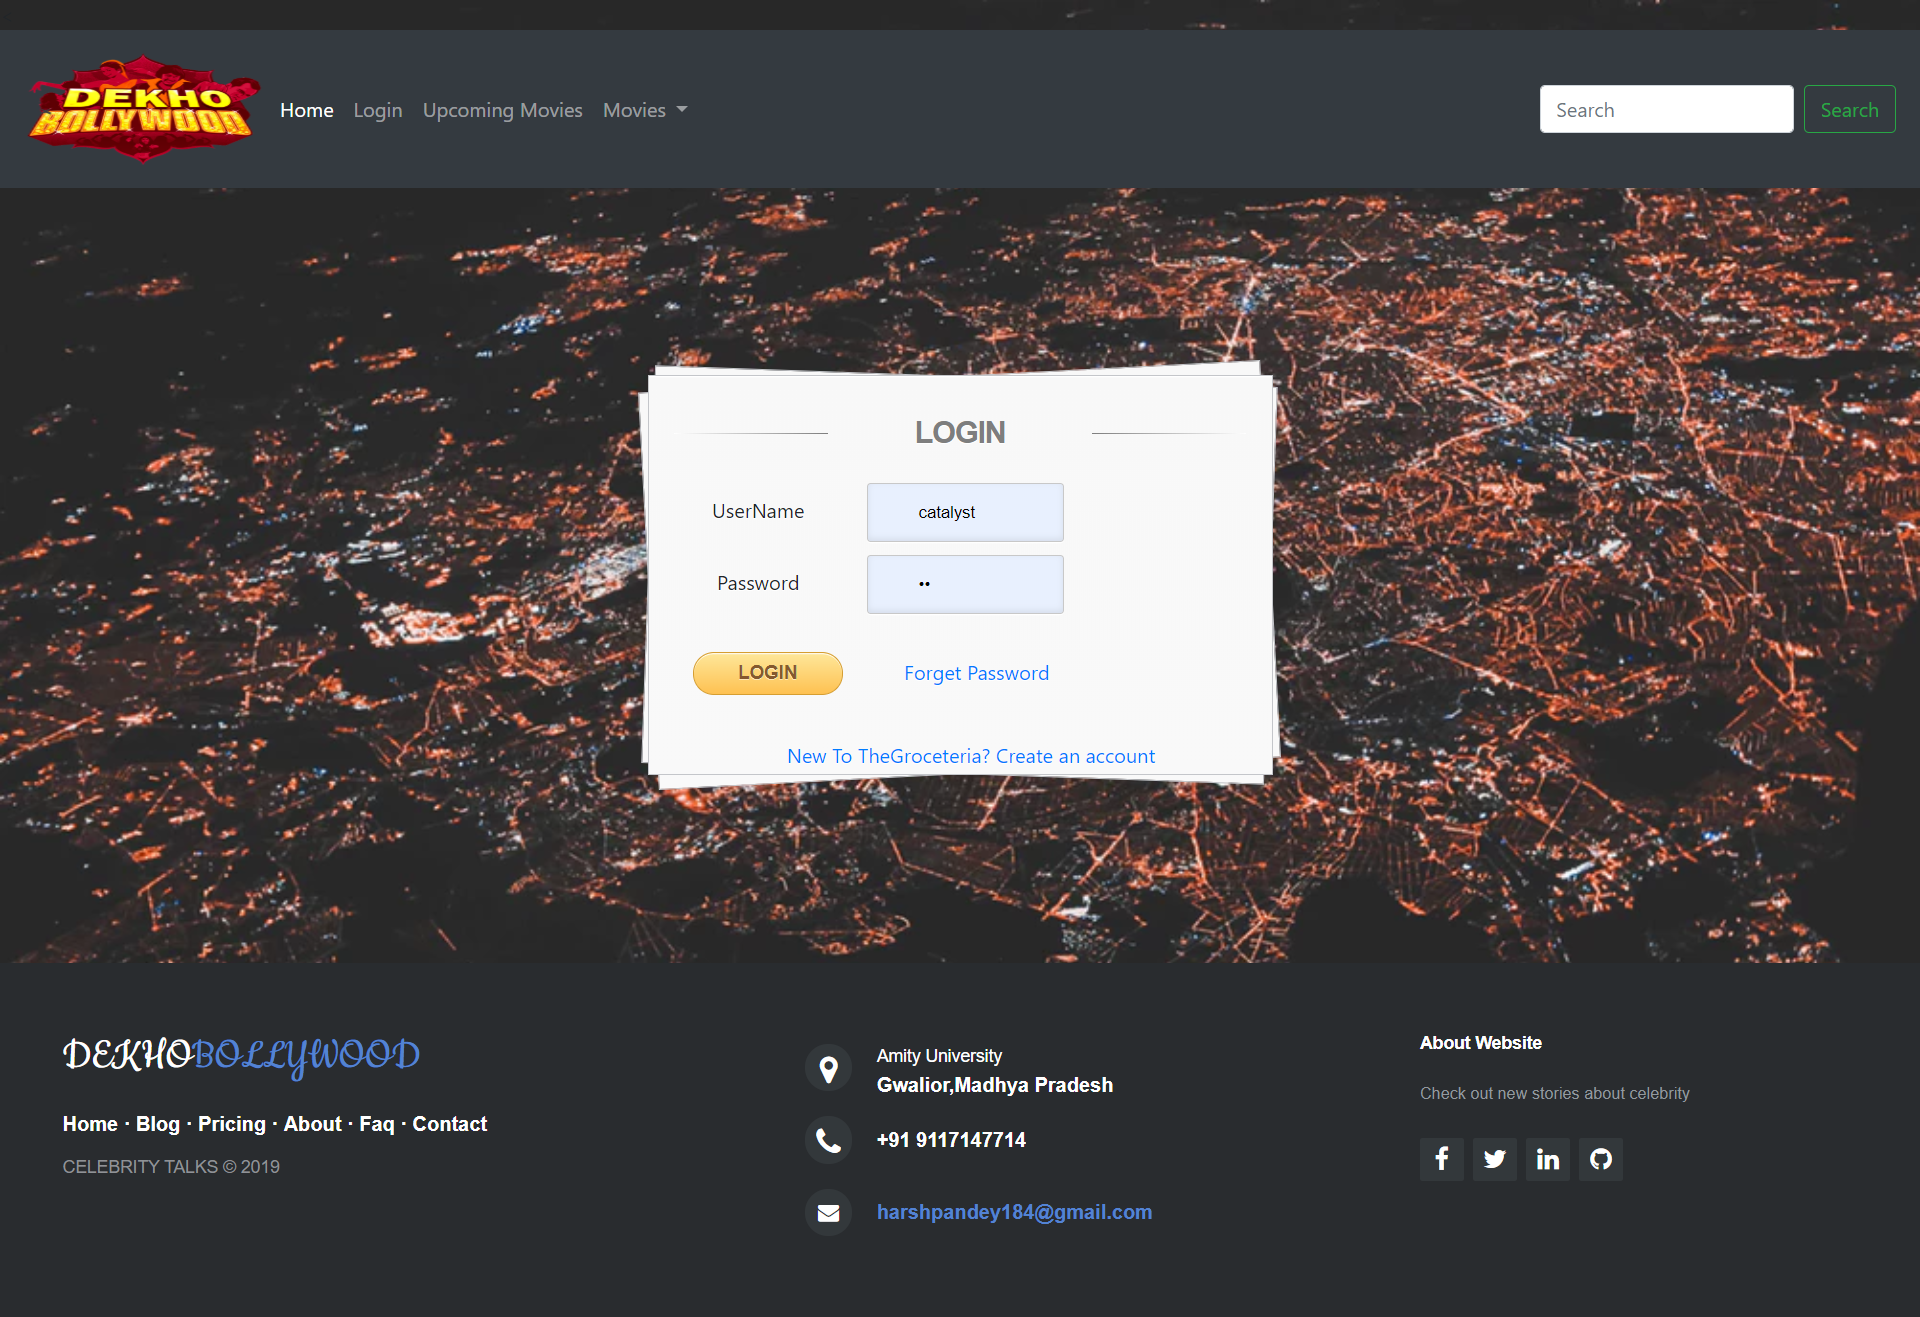 DEKHO
BOLLYWOOD
Home Login Upcoming Movies Movies
Search Search
LOGIN
UserName catalyst
Password ••
LOGIN Forget Password
New To TheGroceteria? Create an account
DEKHOBOLLYWOOD
Home · Blog · Pricing · About · Faq · Contact
CELEBRITY TALKS © 2019
Amity University
Gwalior,Madhya Pradesh
+91 9117147714
harshpandey184@gmail.com
About Website
Check out new stories about celebrity